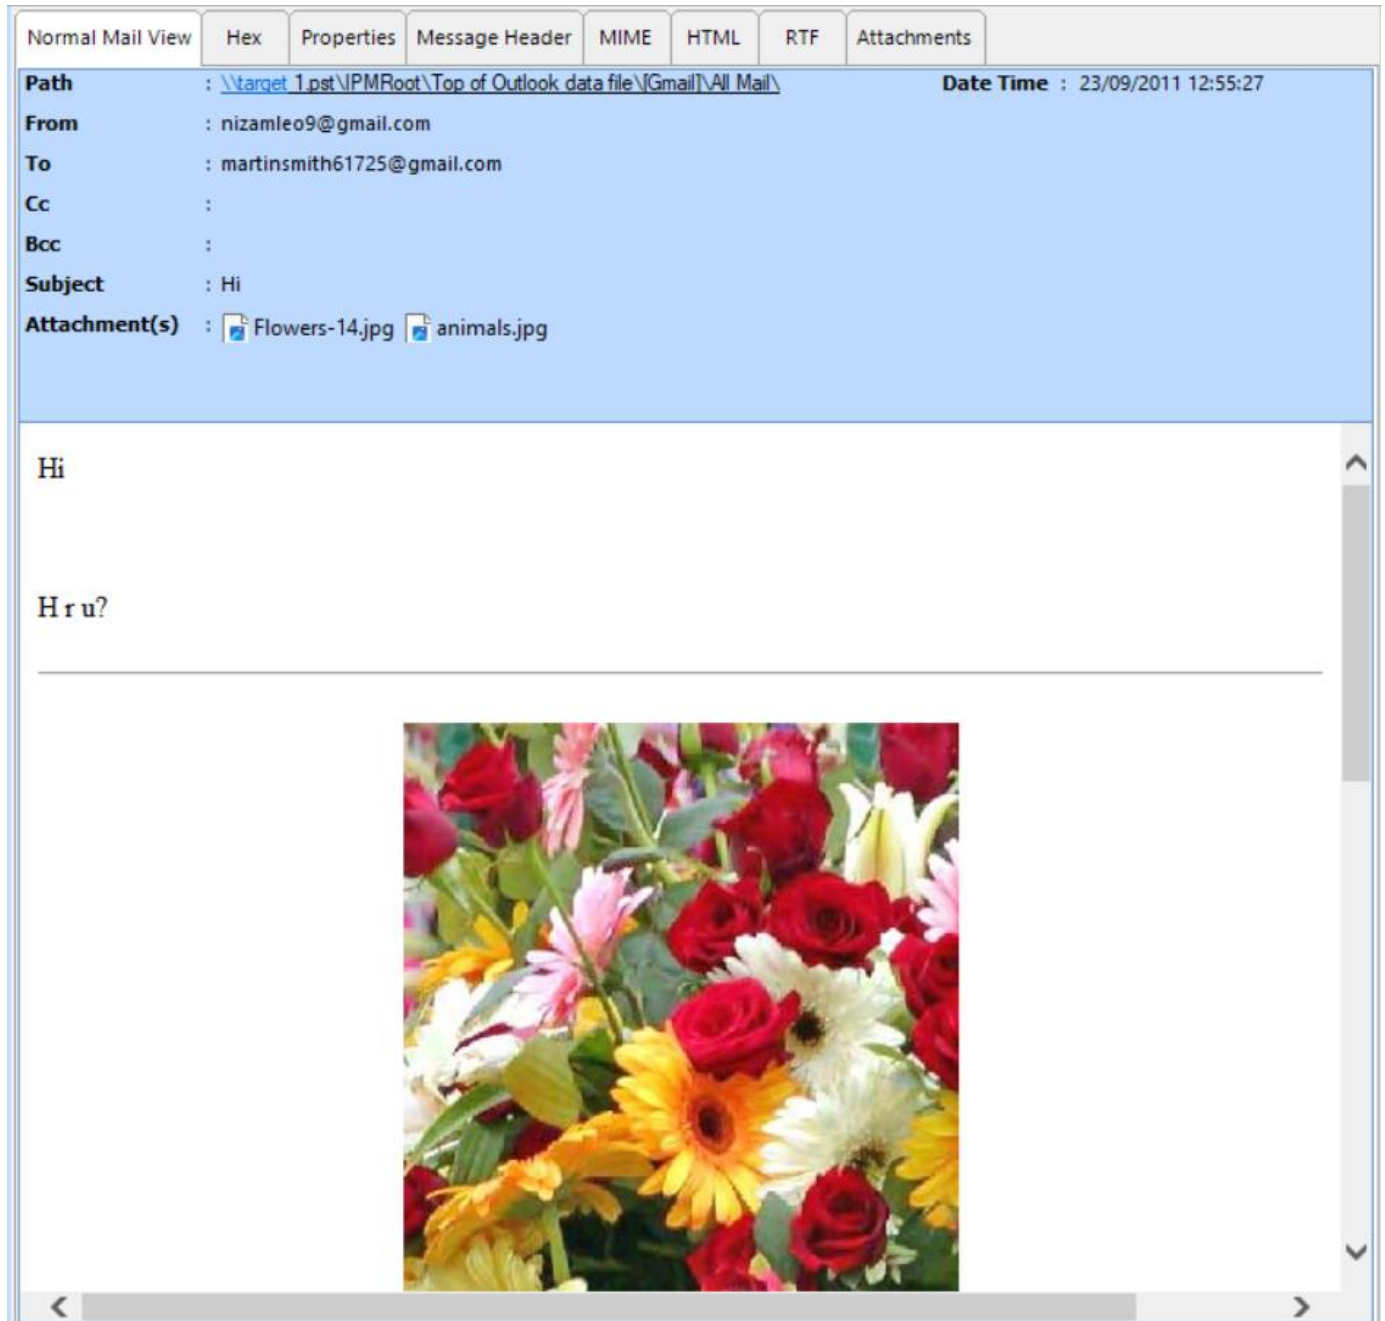 Normal Mail View Hex Properties Message Header MIME HTML RTF Attachments
Path : \\target 1.pst\IPMRoot\Top of Outlook data file\[Gmail]\All Mail\ Date Time : 23/09/2011 12:55:27
From : nizamleo9@gmail.com
To : martinsmith61725@gmail.com
Cc :
Bcc :
Subject : Hi
Attachment(s) : Flowers-14.jpg animals.jpg
Hi
H r u?